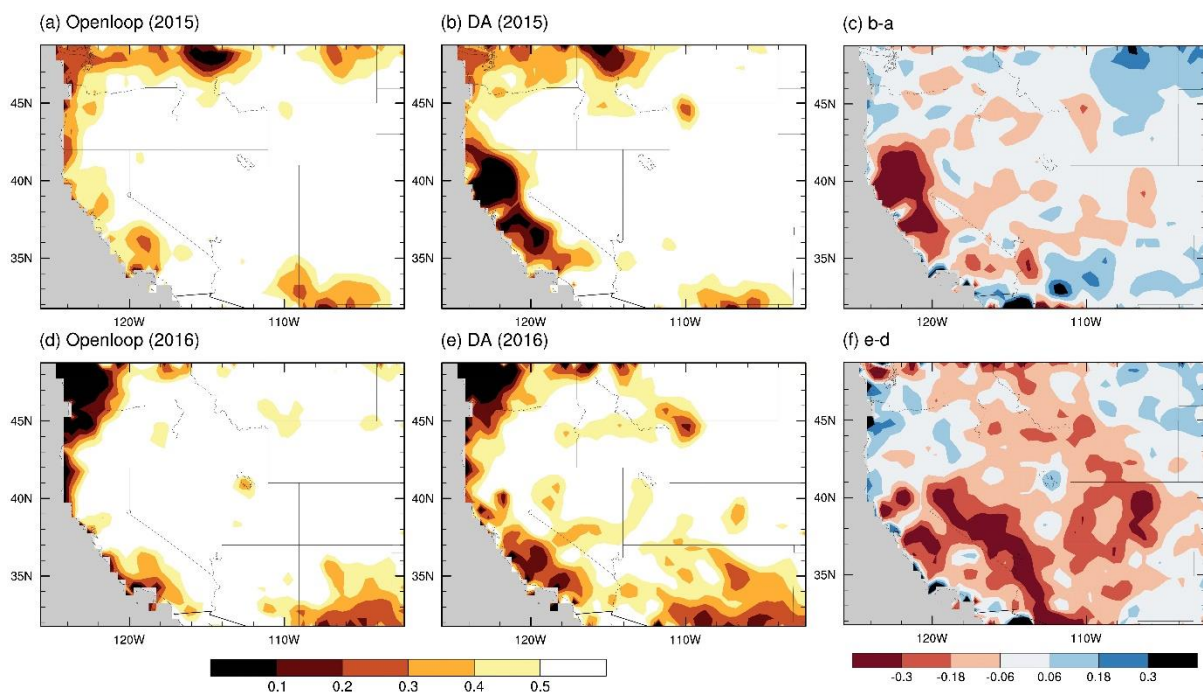 (a) Openloop (2015)
(b) DA (2015)
(c) b-a
45N
40N
35N
45N
40N
35N
45N
40N
35N
120W
110W
120W
110W
120W
110W
(d) Openloop (2016)
(e) DA (2016)
(f) e-d
45N
40N
35N
45N
40N
35N
45N
40N
35N
120W
110W
120W
110W
120W
110W
0.1 0.2 0.3 0.4 0.5
-0.3 -0.18 -0.06 0.06 0.18 0.3